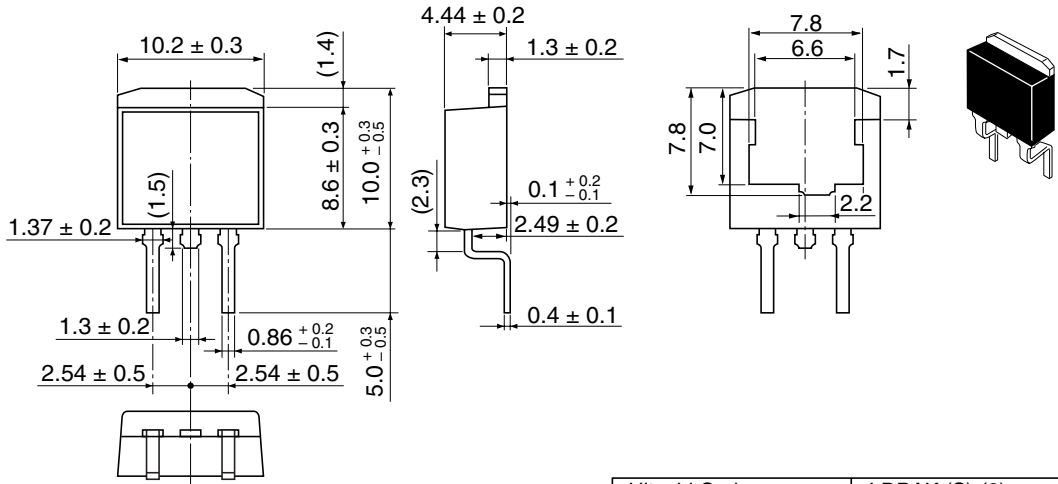 10.2 ± 0.3
(1.4)
8.6 ± 0.3
10.0 + 0.3 − 0.5
(1.5)
1.37 ± 0.2
1.3 ± 0.2
0.86 + 0.2 − 0.1
2.54 ± 0.5
2.54 ± 0.5
5.0 + 0.3 − 0.5
4.44 ± 0.2
1.3 ± 0.2
(2.3)
0.1 + 0.2 − 0.1
2.49 ± 0.2
0.4 ± 0.1
7.8
6.6
1.7
7.8
7.0
2.2